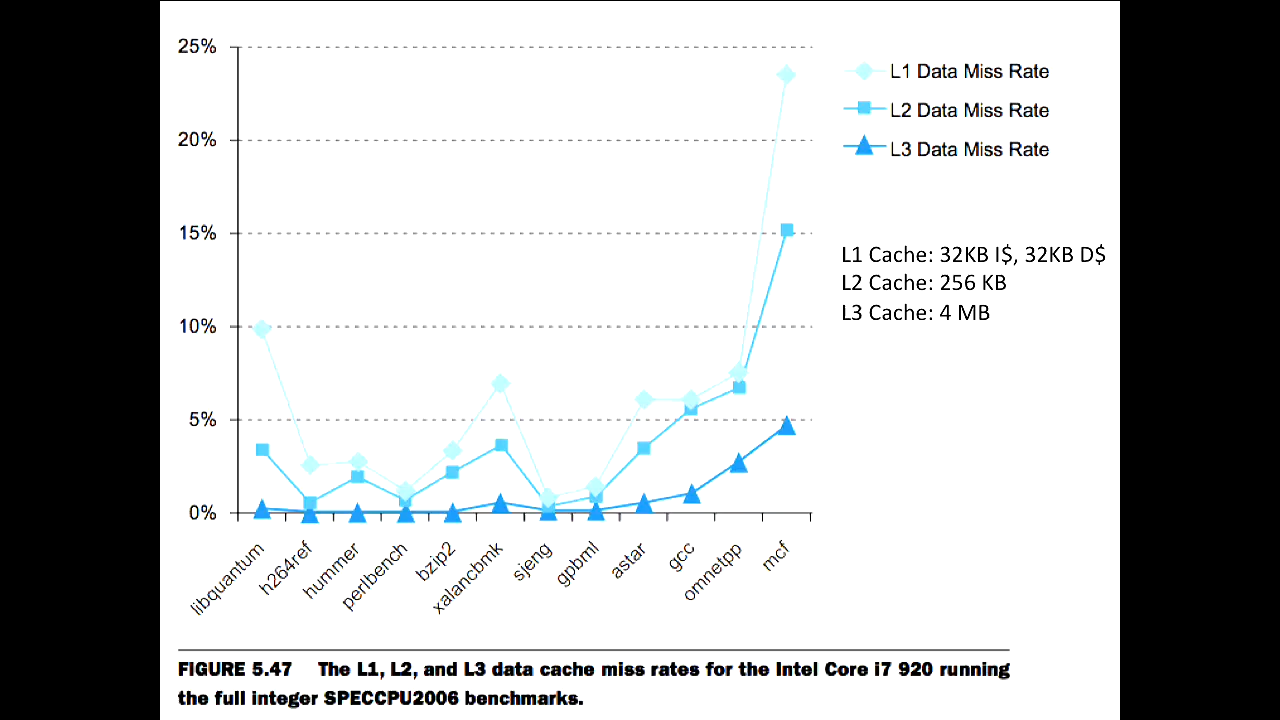 25%
20%
15%
10%
5%
0%
L1 Data Miss Rate
L2 Data Miss Rate
L3 Data Miss Rate
L1 Cache: 32KB I$, 32KB D$
L2 Cache: 256 KB
L3 Cache: 4 MB
libquantum
h264ref
hummer
perlbench
bzip2
xalancbmk
sjeng
gpbml
astar
gcc
omnetpp
mcf
FIGURE 5.47 The L1, L2, and L3 data cache miss rates for the Intel Core i7 920 running
the full integer SPECCPU2006 benchmarks.